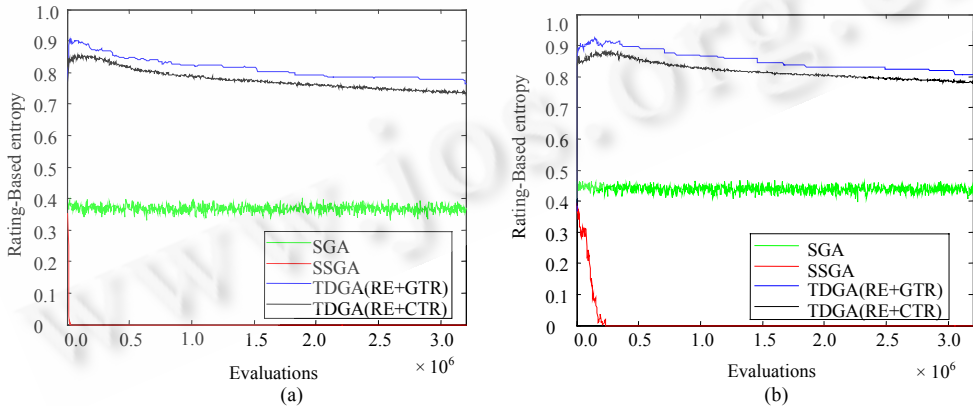 1.0
0.9
0.8
0.7
0.6
0.5
0.4
0.3
0.2
0.1
0
Rating-Based entropy
SGA
SSGA
TDGA(RE+GTR)
TDGA(RE+CTR)
0.0 0.5 1.0 1.5 2.0 2.5 3.0
× 10⁶
Evaluations
(a)
1.0
0.9
0.8
0.7
0.6
0.5
0.4
0.3
0.2
0.1
0
Rating-Based entropy
SGA
SSGA
TDGA(RE+GTR)
TDGA(RE+CTR)
0.0 0.5 1.0 1.5 2.0 2.5 3.0
× 10⁶
Evaluations
(b)
www.jos.org.cn